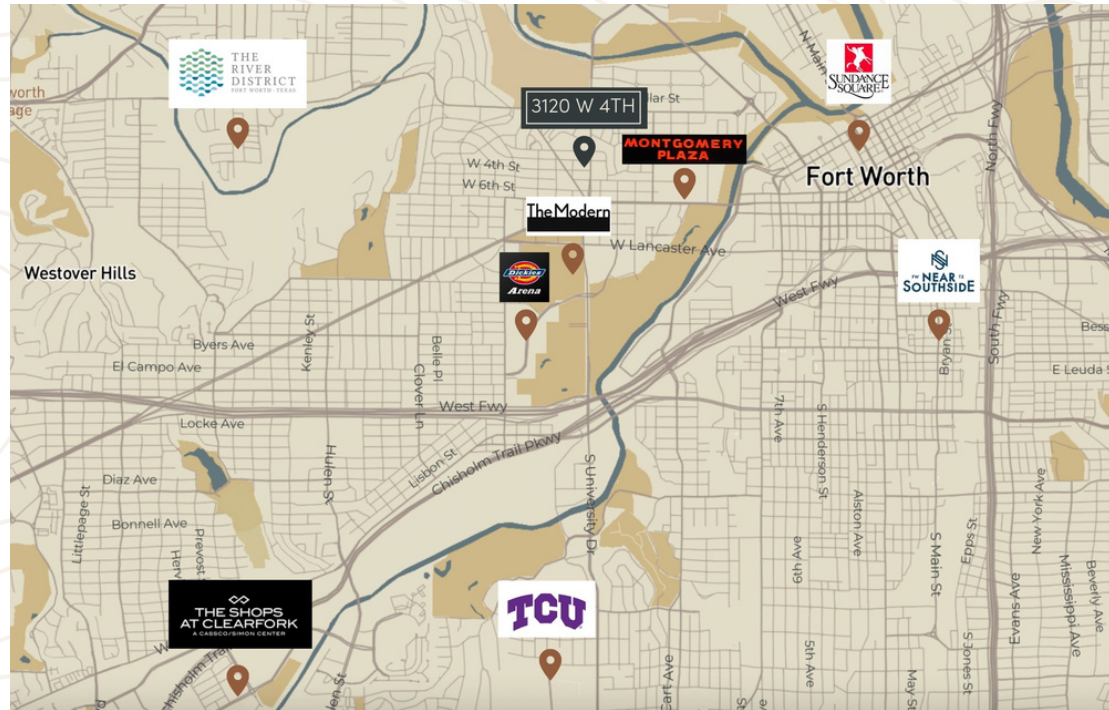 THE
RIVER
DISTRICT
FORT WORTH · TEXAS
N Main
SUNDANCE
SQUARE
3120 W 4TH
MONTGOMERY
PLAZA
W 4th St
W 6th St
Fort Worth
North Fwy
The Modern
W Lancaster Ave
Westover Hills
Dickies
Arena
West Fwy
FW NEAR TX
SOUTHSIDE
South Fwy
Bryan St
Byers Ave
Kenley St
Belle Pl
El Campo Ave
Clover Ln
E Leuda
West Fwy
Locke Ave
7th Ave
S Henderson St
Hulen St
Lisbon St
Chisholm Trail Pkwy
S University Dr
Diaz Ave
Littlepage St
Bonnell Ave
Prevost
Alston Ave
6th Ave
S Main St
Epps St
New York Ave
Mississippi Ave
Beverly Ave
Evans Ave
THE SHOPS
AT CLEARFORK
A CASSCO/SIMON CENTER
TCU
5th Ave
May St
S Jones St